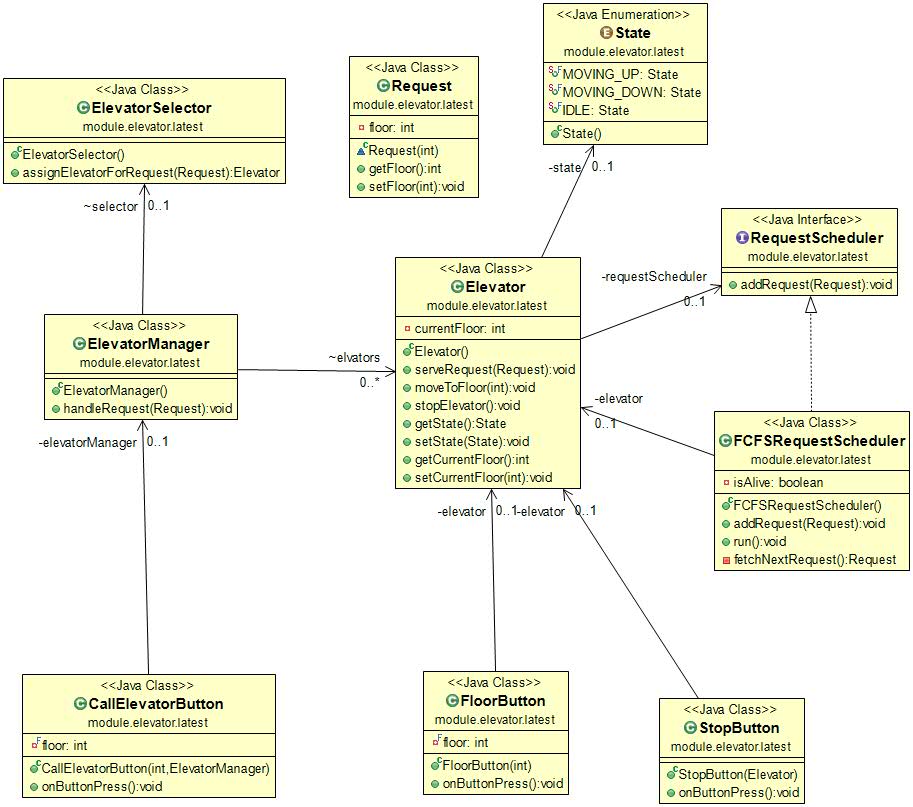 <<Java Enumeration>>
State
module.elevator.latest
MOVING_UP: State
MOVING_DOWN: State
IDLE: State
State()
<<Java Class>>
Request
module.elevator.latest
floor: int
Request(int)
getFloor():int
setFloor(int):void
<<Java Class>>
ElevatorSelector
module.elevator.latest
ElevatorSelector()
assignElevatorForRequest(Request):Elevator
~selector
0..1
-state
0..1
<<Java Interface>>
RequestScheduler
module.elevator.latest
addRequest(Request):void
<<Java Class>>
Elevator
module.elevator.latest
currentFloor: int
Elevator()
serveRequest(Request):void
moveToFloor(int):void
stopElevator():void
getState():State
setState(State):void
getCurrentFloor():int
setCurrentFloor(int):void
-requestScheduler
0..1
<<Java Class>>
ElevatorManager
module.elevator.latest
ElevatorManager()
handleRequest(Request):void
~elvators
0..*
-elevator
0..1
<<Java Class>>
FCFSRequestScheduler
module.elevator.latest
isAlive: boolean
FCFSRequestScheduler()
addRequest(Request):void
run():void
fetchNextRequest():Request
-elevatorManager
0..1
-elevator
0..1
-elevator
0..1
<<Java Class>>
CallElevatorButton
module.elevator.latest
floor: int
CallElevatorButton(int,ElevatorManager)
onButtonPress():void
<<Java Class>>
FloorButton
module.elevator.latest
floor: int
FloorButton(int)
onButtonPress():void
<<Java Class>>
StopButton
module.elevator.latest
StopButton(Elevator)
onButtonPress():void